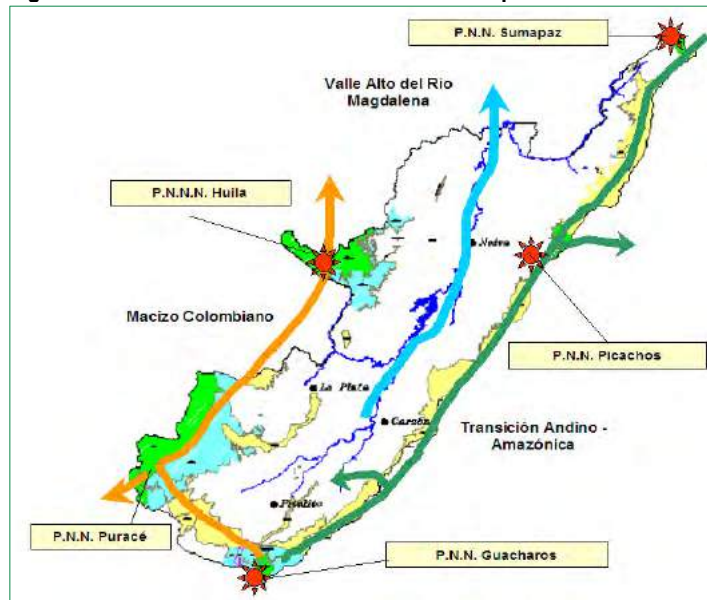 P.N.N. Sumapaz
Valle Alto del Rio
Magdalena
P.N.N.N. Huila
Neiva
Macizo Colombiano
P.N.N. Picachos
La Plata
Garzón
Transición Andino -
Amazónica
Pitalito
P.N.N. Puracé
P.N.N. Guacharos